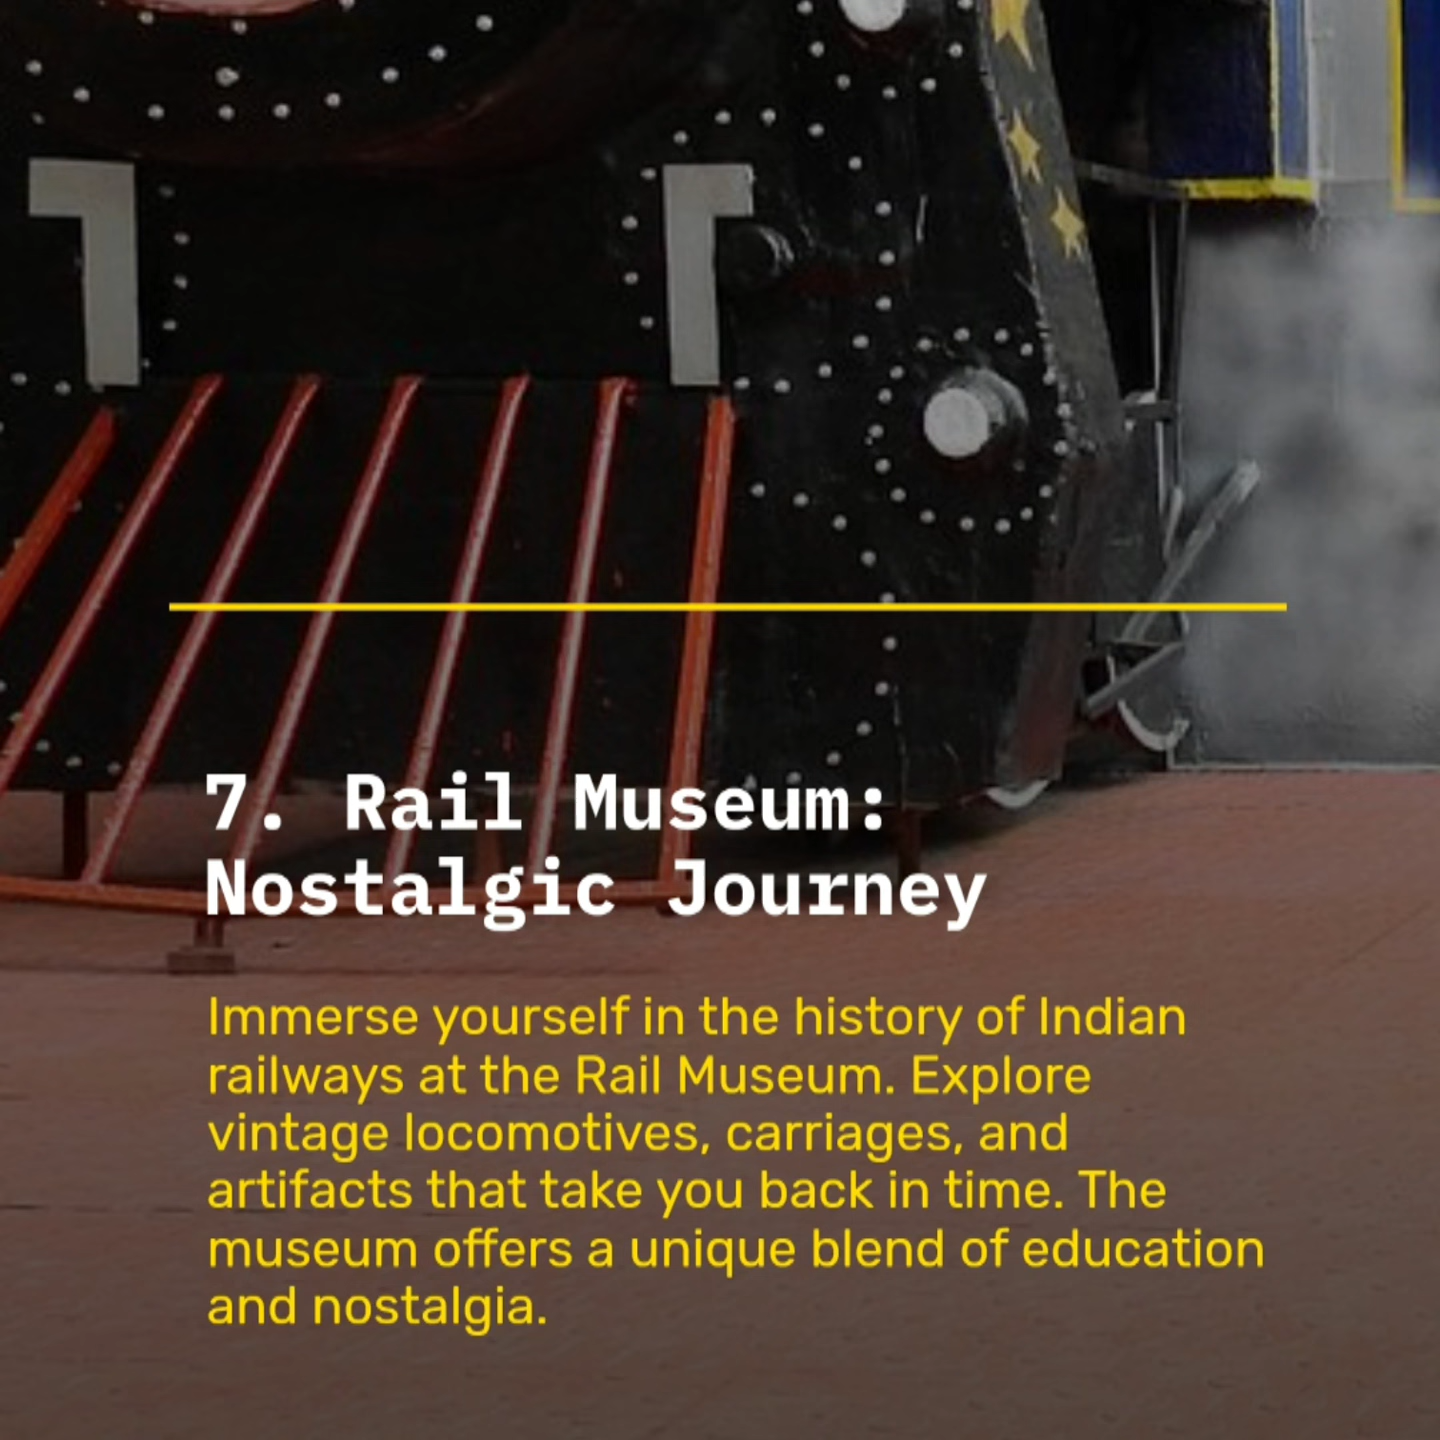 7. Rail Museum:
Nostalgic Journey
Immerse yourself in the history of Indian
railways at the Rail Museum. Explore
vintage locomotives, carriages, and
artifacts that take you back in time. The
museum offers a unique blend of education
and nostalgia.